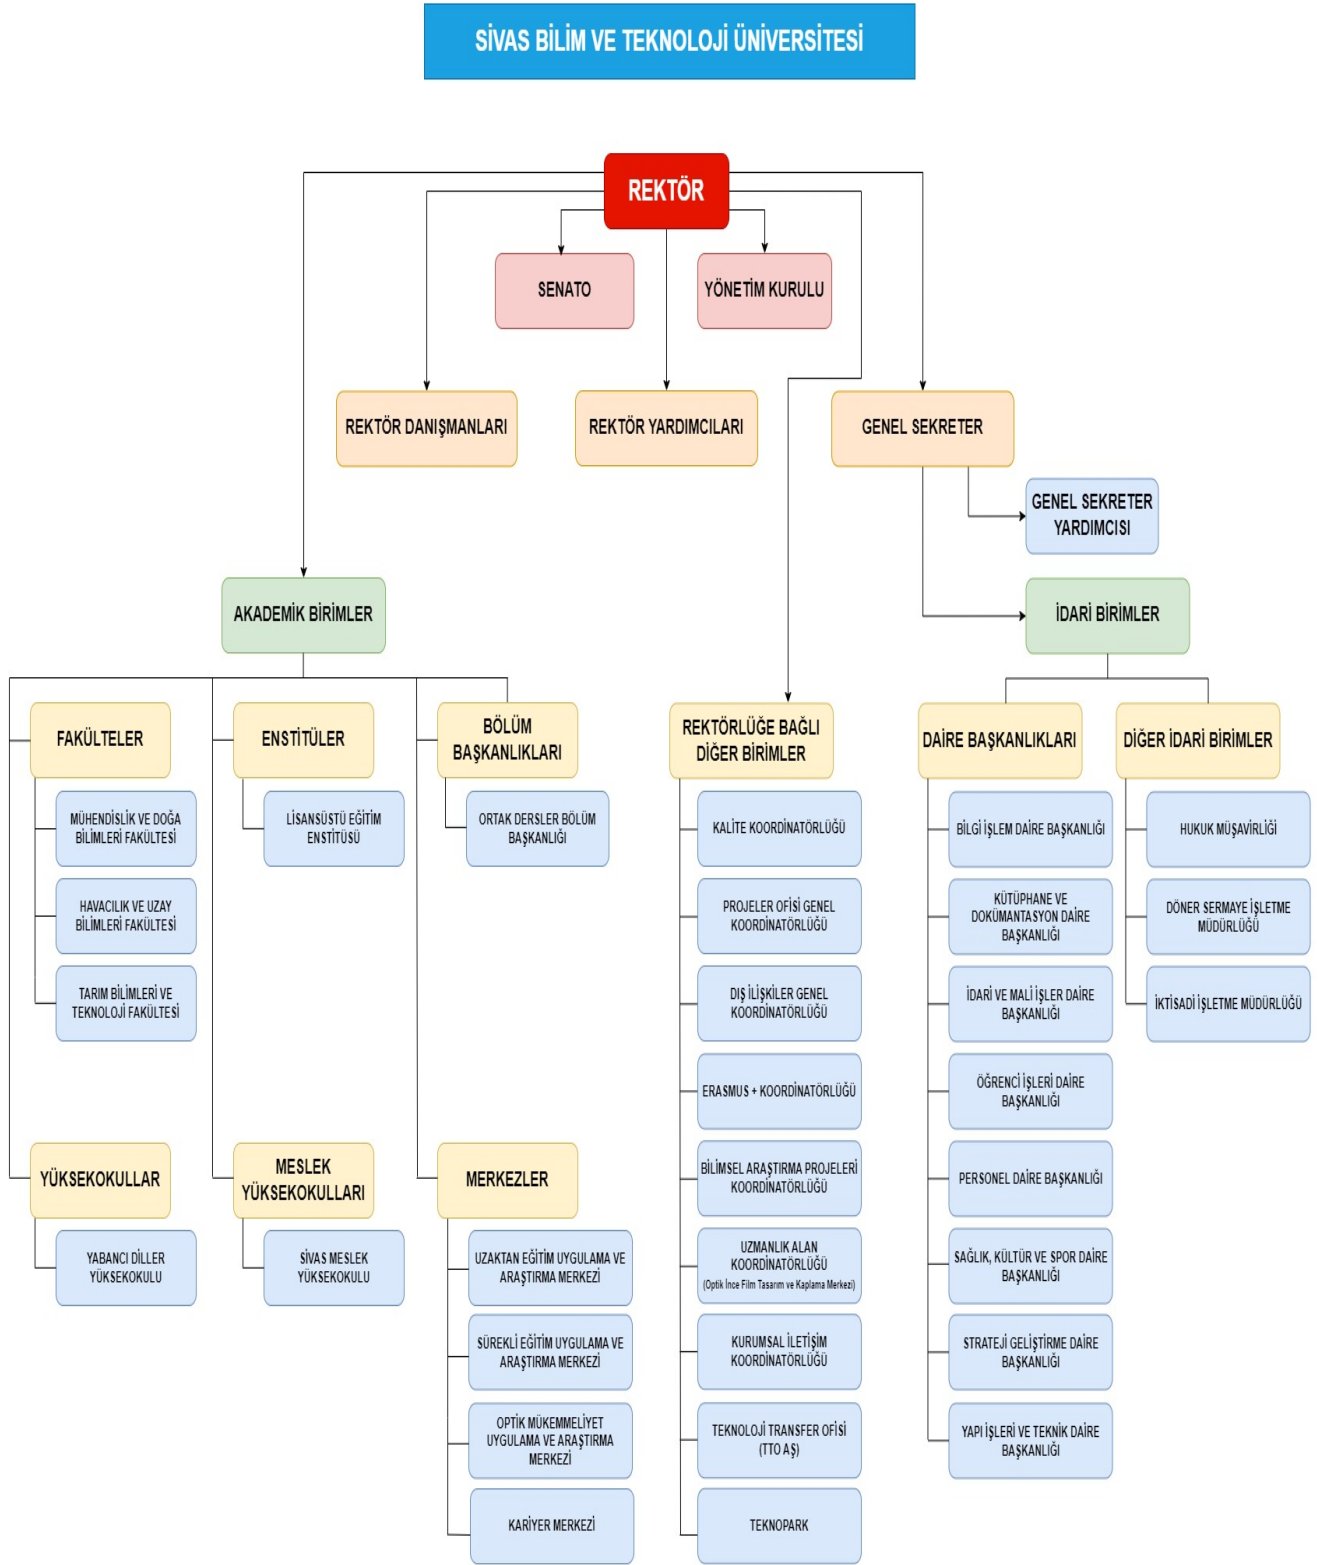 SİVAS BİLİM VE TEKNOLOJİ ÜNİVERSİTESİ
REKTÖR
SENATO
YÖNETİM KURULU
REKTÖR DANIŞMANLARI
REKTÖR YARDIMCILARI
GENEL SEKRETER
GENEL SEKRETER
YARDIMCISI
AKADEMİK BİRİMLER
İDARİ BİRİMLER
FAKÜLTELER
MÜHENDİSLİK VE DOĞA
BİLİMLERİ FAKÜLTESİ
HAVACILIK VE UZAY
BİLİMLERİ FAKÜLTESİ
TARIM BİLİMLERİ VE
TEKNOLOJİ FAKÜLTESİ
ENSTİTÜLER
LİSANSÜSTÜ EĞİTİM
ENSTİTÜSÜ
BÖLÜM
BAŞKANLIKLARI
ORTAK DERSLER BÖLÜM
BAŞKANLIĞI
YÜKSEKOKULLAR
YABANCI DİLLER
YÜKSEKOKULU
MESLEK
YÜKSEKOKULLARI
SİVAS MESLEK
YÜKSEKOKULU
MERKEZLER
UZAKTAN EĞİTİM UYGULAMA VE
ARAŞTIRMA MERKEZİ
SÜREKLİ EĞİTİM UYGULAMA VE
ARAŞTIRMA MERKEZİ
OPTİK MÜKEMMELİYET
UYGULAMA VE ARAŞTIRMA
MERKEZİ
KARİYER MERKEZİ
REKTÖRLÜĞE BAĞLI
DİĞER BİRİMLER
KALİTE KOORDİNATÖRLÜĞÜ
PROJELER OFİSİ GENEL
KOORDİNATÖRLÜĞÜ
DIŞ İLİŞKİLER GENEL
KOORDİNATÖRLÜĞÜ
ERASMUS + KOORDİNATÖRLÜĞÜ
BİLİMSEL ARAŞTIRMA PROJELERİ
KOORDİNATÖRLÜĞÜ
UZMANLIK ALAN
KOORDİNATÖRLÜĞÜ
(Optik İnce Film Tasarım ve Kaplama Merkezi)
KURUMSAL İLETİŞİM
KOORDİNATÖRLÜĞÜ
TEKNOLOJİ TRANSFER OFİSİ
(TTO AŞ)
TEKNOPARK
DAİRE BAŞKANLIKLARI
BİLGİ İŞLEM DAİRE BAŞKANLIĞI
KÜTÜPHANE VE
DOKÜMANTASYON DAİRE
BAŞKANLIĞI
İDARİ VE MALİ İŞLER DAİRE
BAŞKANLIĞI
ÖĞRENCİ İŞLERİ DAİRE
BAŞKANLIĞI
PERSONEL DAİRE BAŞKANLIĞI
SAĞLIK, KÜLTÜR VE SPOR DAİRE
BAŞKANLIĞI
STRATEJİ GELİŞTİRME DAİRE
BAŞKANLIĞI
YAPI İŞLERİ VE TEKNİK DAİRE
BAŞKANLIĞI
DİĞER İDARİ BİRİMLER
HUKUK MÜŞAVİRLİĞİ
DÖNER SERMAYE İŞLETME
MÜDÜRLÜĞÜ
İKTİSADİ İŞLETME MÜDÜRLÜĞÜ